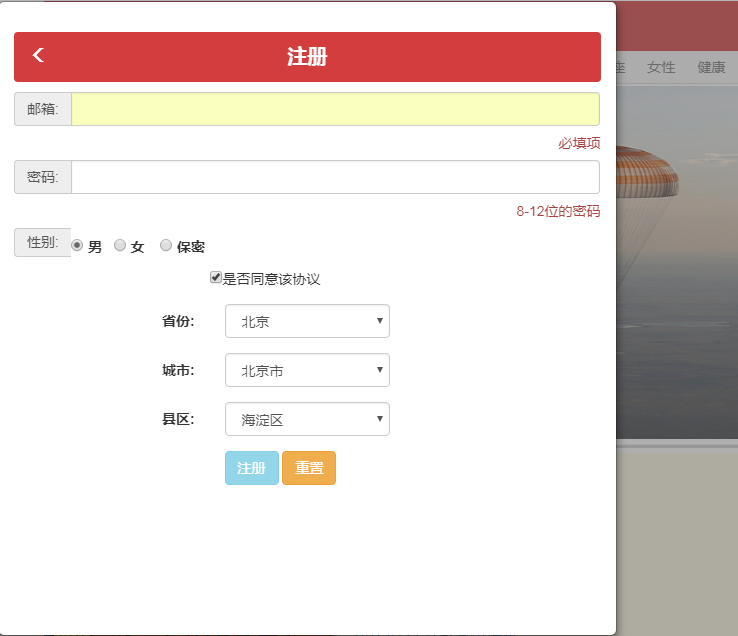 注册
座 女性 健康
邮箱:
必填项
密码:
8-12位的密码
性别: 男 女 保密
是否同意该协议
省份: 北京
城市: 北京市
县区: 海淀区
注册 重置